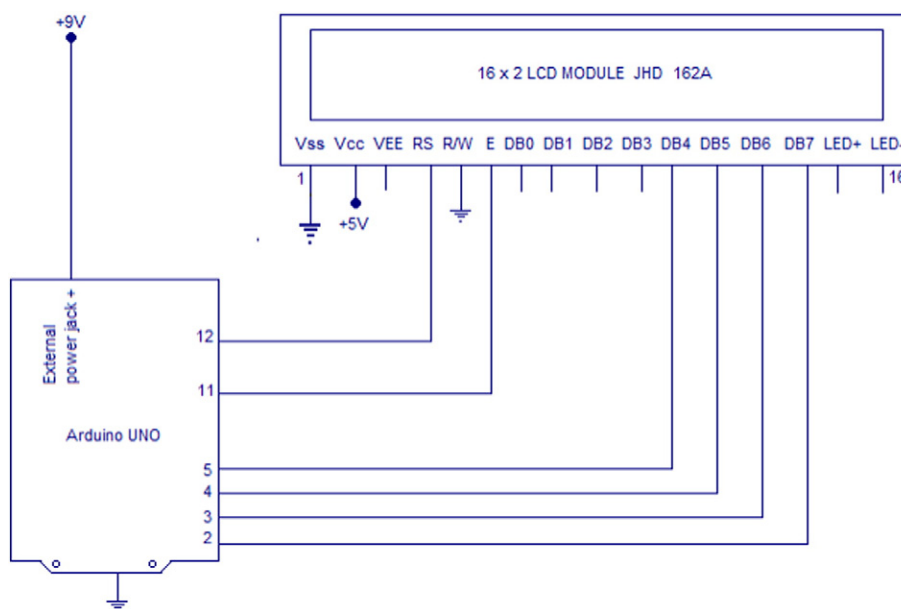 +9V
16 x 2 LCD MODULE JHD 162A
Vss Vcc VEE RS R/W E DB0 DB1 DB2 DB3 DB4 DB5 DB6 DB7 LED+ LED-
1 16
+5V
External
power jack +
12
11
Arduino UNO
5
4
3
2